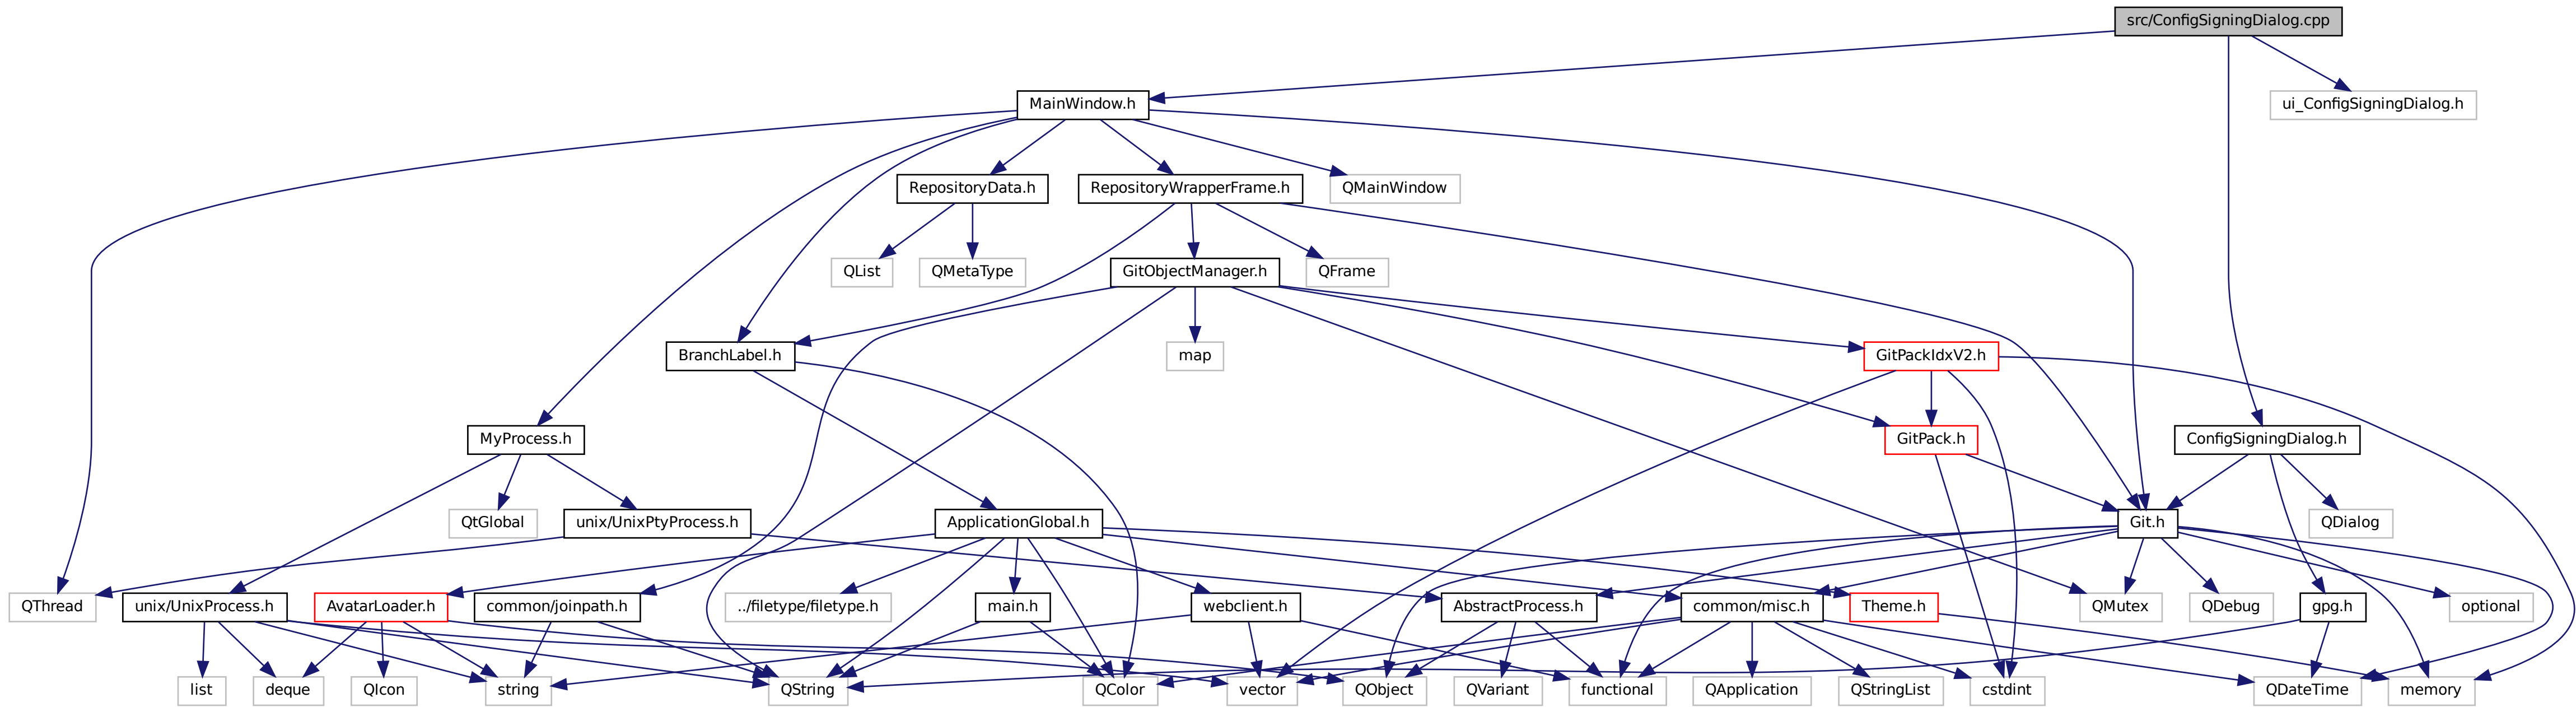 src/ConfigSigningDialog.cpp
MainWindow.h
ui_ConfigSigningDialog.h
RepositoryData.h
RepositoryWrapperFrame.h
QMainWindow
QList
QMetaType
GitObjectManager.h
QFrame
BranchLabel.h
map
GitPackIdxV2.h
MyProcess.h
GitPack.h
ConfigSigningDialog.h
QtGlobal
unix/UnixPtyProcess.h
ApplicationGlobal.h
Git.h
QDialog
QThread
unix/UnixProcess.h
AvatarLoader.h
common/joinpath.h
../filetype/filetype.h
main.h
webclient.h
AbstractProcess.h
common/misc.h
Theme.h
QMutex
QDebug
gpg.h
optional
list
deque
QIcon
string
QString
QColor
vector
QObject
QVariant
functional
QApplication
QStringList
cstdint
QDateTime
memory